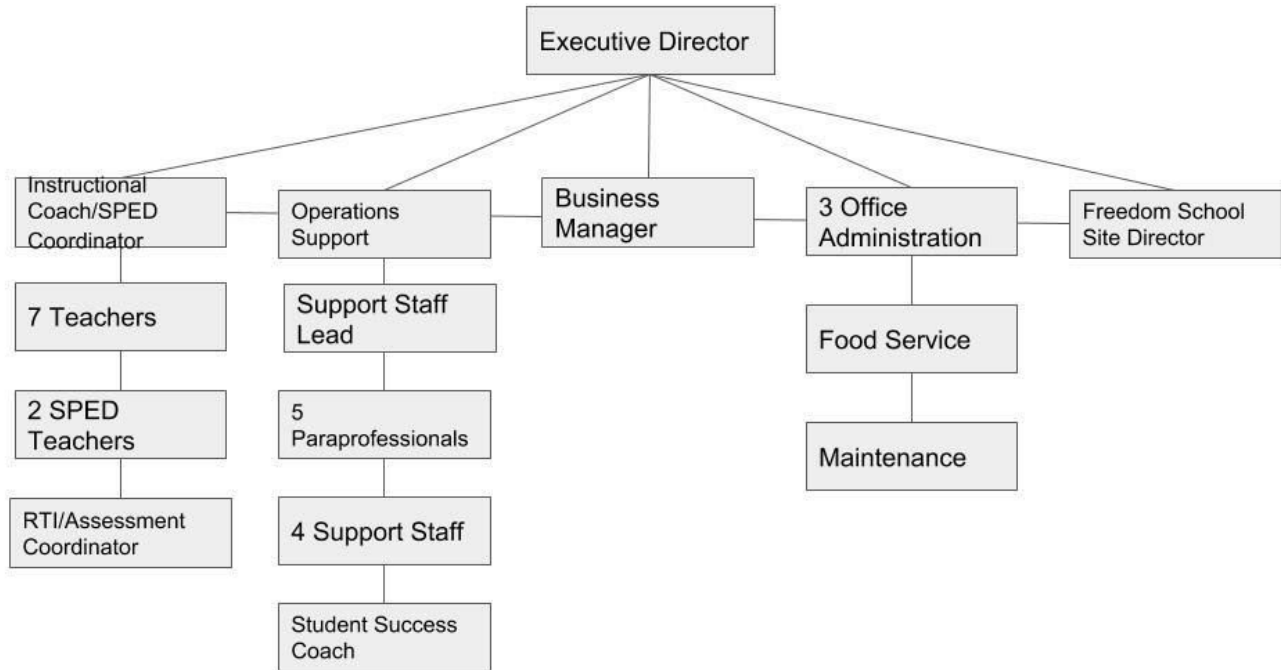 Executive Director
Instructional
Coach/SPED
Coordinator
Operations
Support
Business
Manager
3 Office
Administration
Freedom School
Site Director
7 Teachers
Support Staff
Lead
Food Service
2 SPED
Teachers
5
Paraprofessionals
Maintenance
RTI/Assessment
Coordinator
4 Support Staff
Student Success
Coach